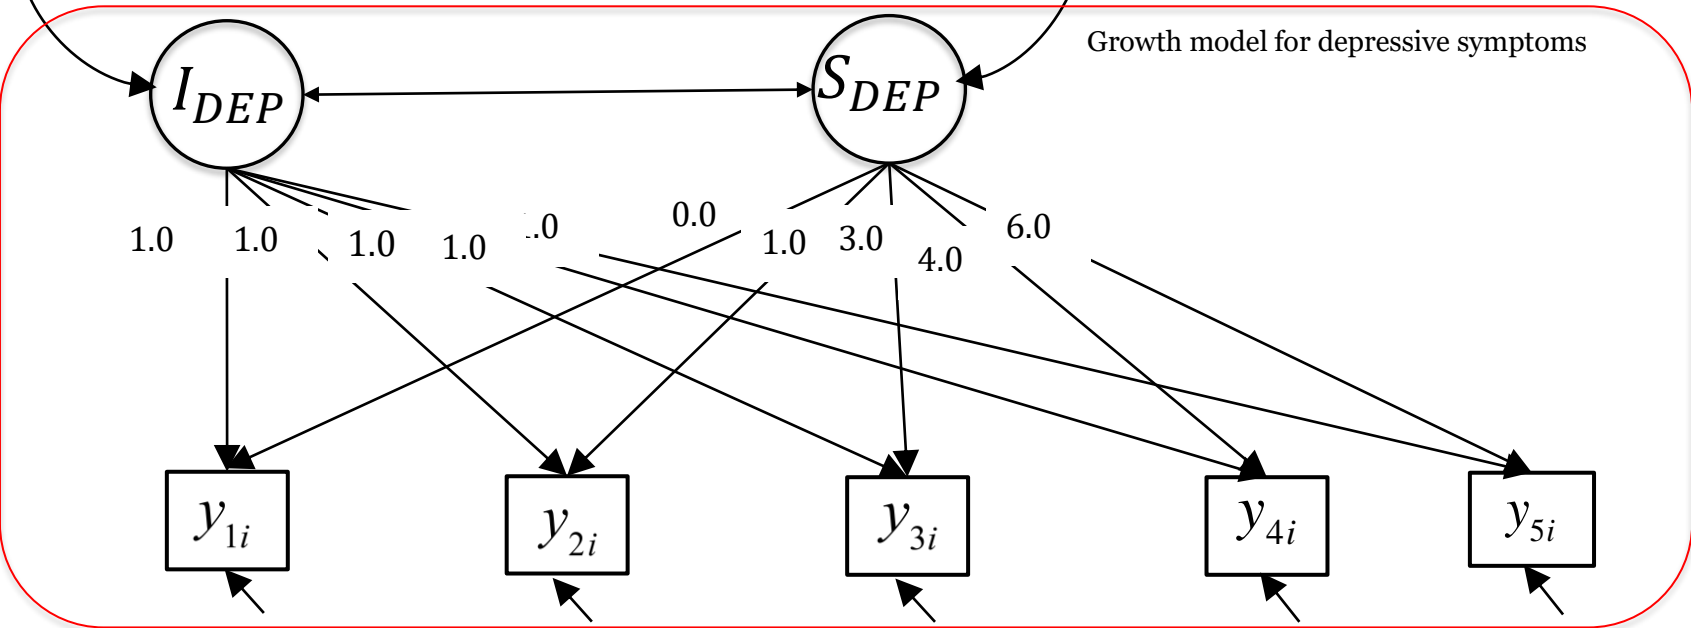 Growth model for depressive symptoms
I_DEP
S_DEP
1.0 1.0 1.0 1.0 .0 0.0 1.0 3.0 4.0 6.0
y_1i
y_2i
y_3i
y_4i
y_5i